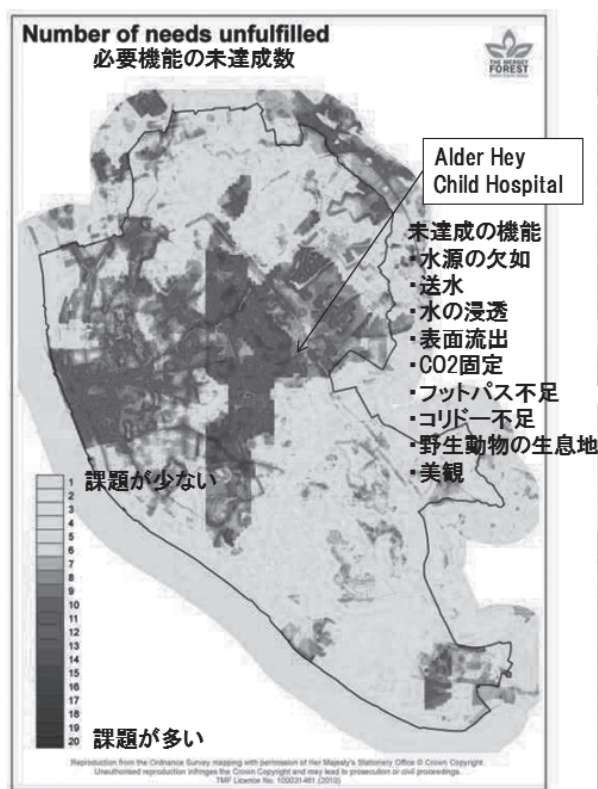 Number of needs unfulfilled
必要機能の未達成数
THE MERSEY
FOREST
Alder Hey
Child Hospital
未達成の機能
・水源の欠如
・送水
・水の浸透
・表面流出
・CO2固定
・フットパス不足
・コリドー不足
・野生動物の生息地
・美観
課題が少ない
1
2
3
4
5
6
7
8
9
10
11
12
13
14
15
16
17
18
19
20
課題が多い
Reproduction from the Ordnance Survey mapping with permission of Her Majesty's Stationery Office © Crown Copyright.
Unauthorised reproduction infringes the Crown Copyright and may lead to prosecution or civil proceedings.
TMF Licence No. 100031461 (2010)